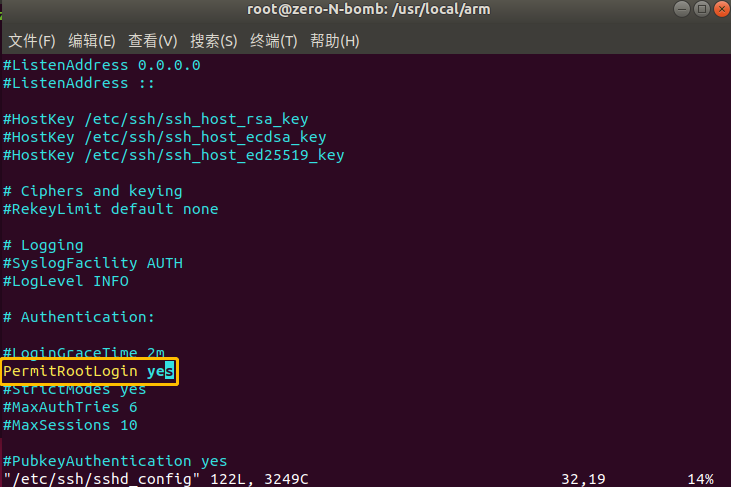 root@zero-N-bomb: /usr/local/arm
文件(F) 编辑(E) 查看(V) 搜索(S) 终端(T) 帮助(H)
#ListenAddress 0.0.0.0
#ListenAddress ::
#HostKey /etc/ssh/ssh_host_rsa_key
#HostKey /etc/ssh/ssh_host_ecdsa_key
#HostKey /etc/ssh/ssh_host_ed25519_key
# Ciphers and keying
#RekeyLimit default none
# Logging
#SyslogFacility AUTH
#LogLevel INFO
# Authentication:
#LoginGraceTime 2m
PermitRootLogin yes
#StrictModes yes
#MaxAuthTries 6
#MaxSessions 10
#PubkeyAuthentication yes
"/etc/ssh/sshd_config" 122L, 3249C 32,19 14%